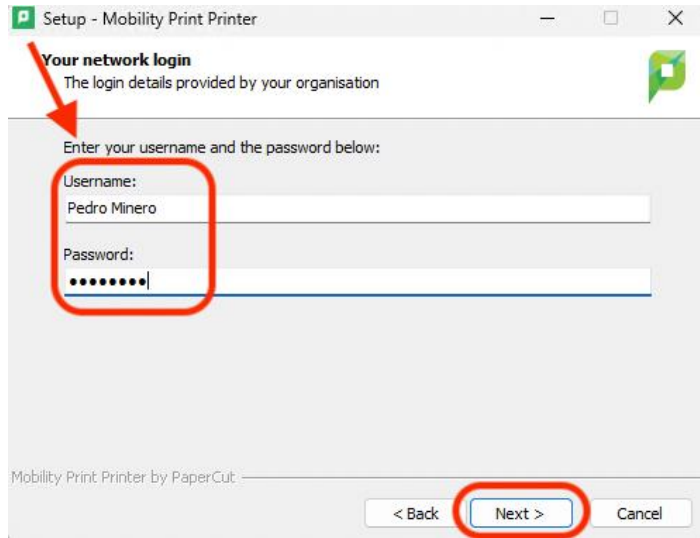 Setup - Mobility Print Printer
Your network login
The login details provided by your organisation
Enter your username and the password below:
Username:
Pedro Minero
Password:
••••••••
Mobility Print Printer by PaperCut
< Back Next > Cancel